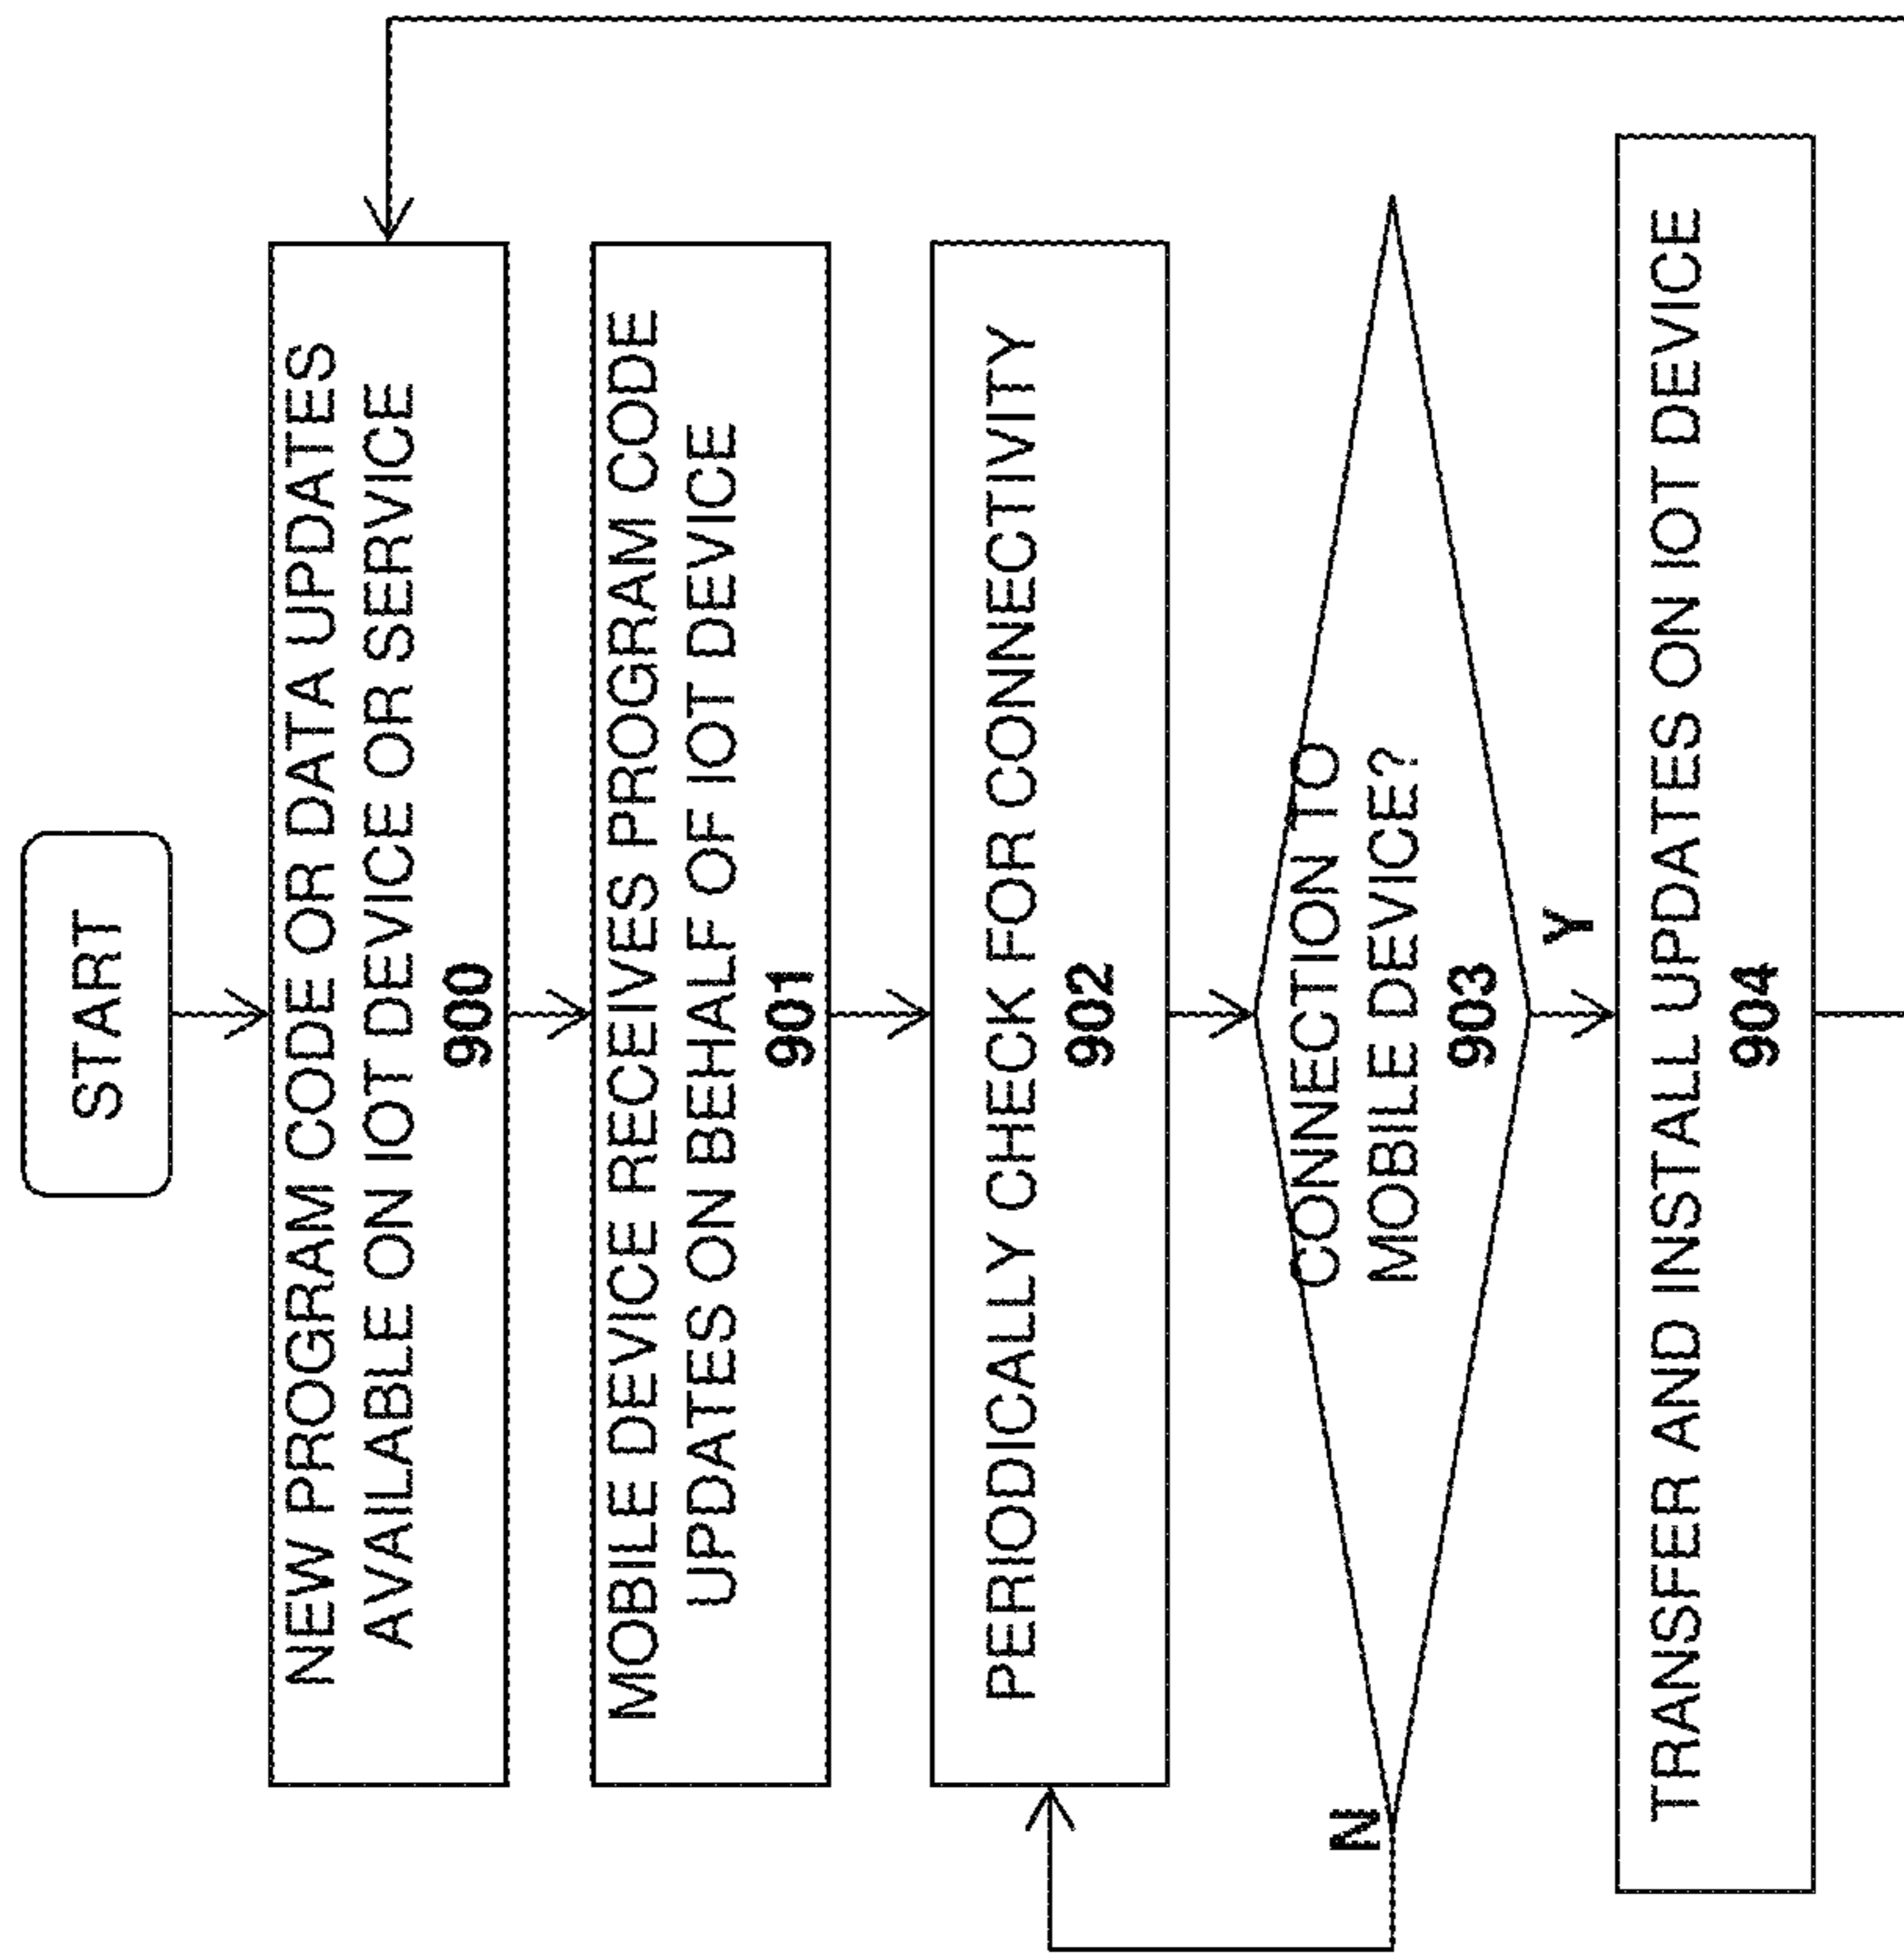 START
NEW PROGRAM CODE OR DATA UPDATES
AVAILABLE ON IOT DEVICE OR SERVICE
900
MOBILE DEVICE RECEIVES PROGRAM CODE
UPDATES ON BEHALF OF IOT DEVICE
901
PERIODICALLY CHECK FOR CONNECTIVITY
902
CONNECTION TO
MOBILE DEVICE?
903
N
Y
TRANSFER AND INSTALL UPDATES ON IOT DEVICE
904